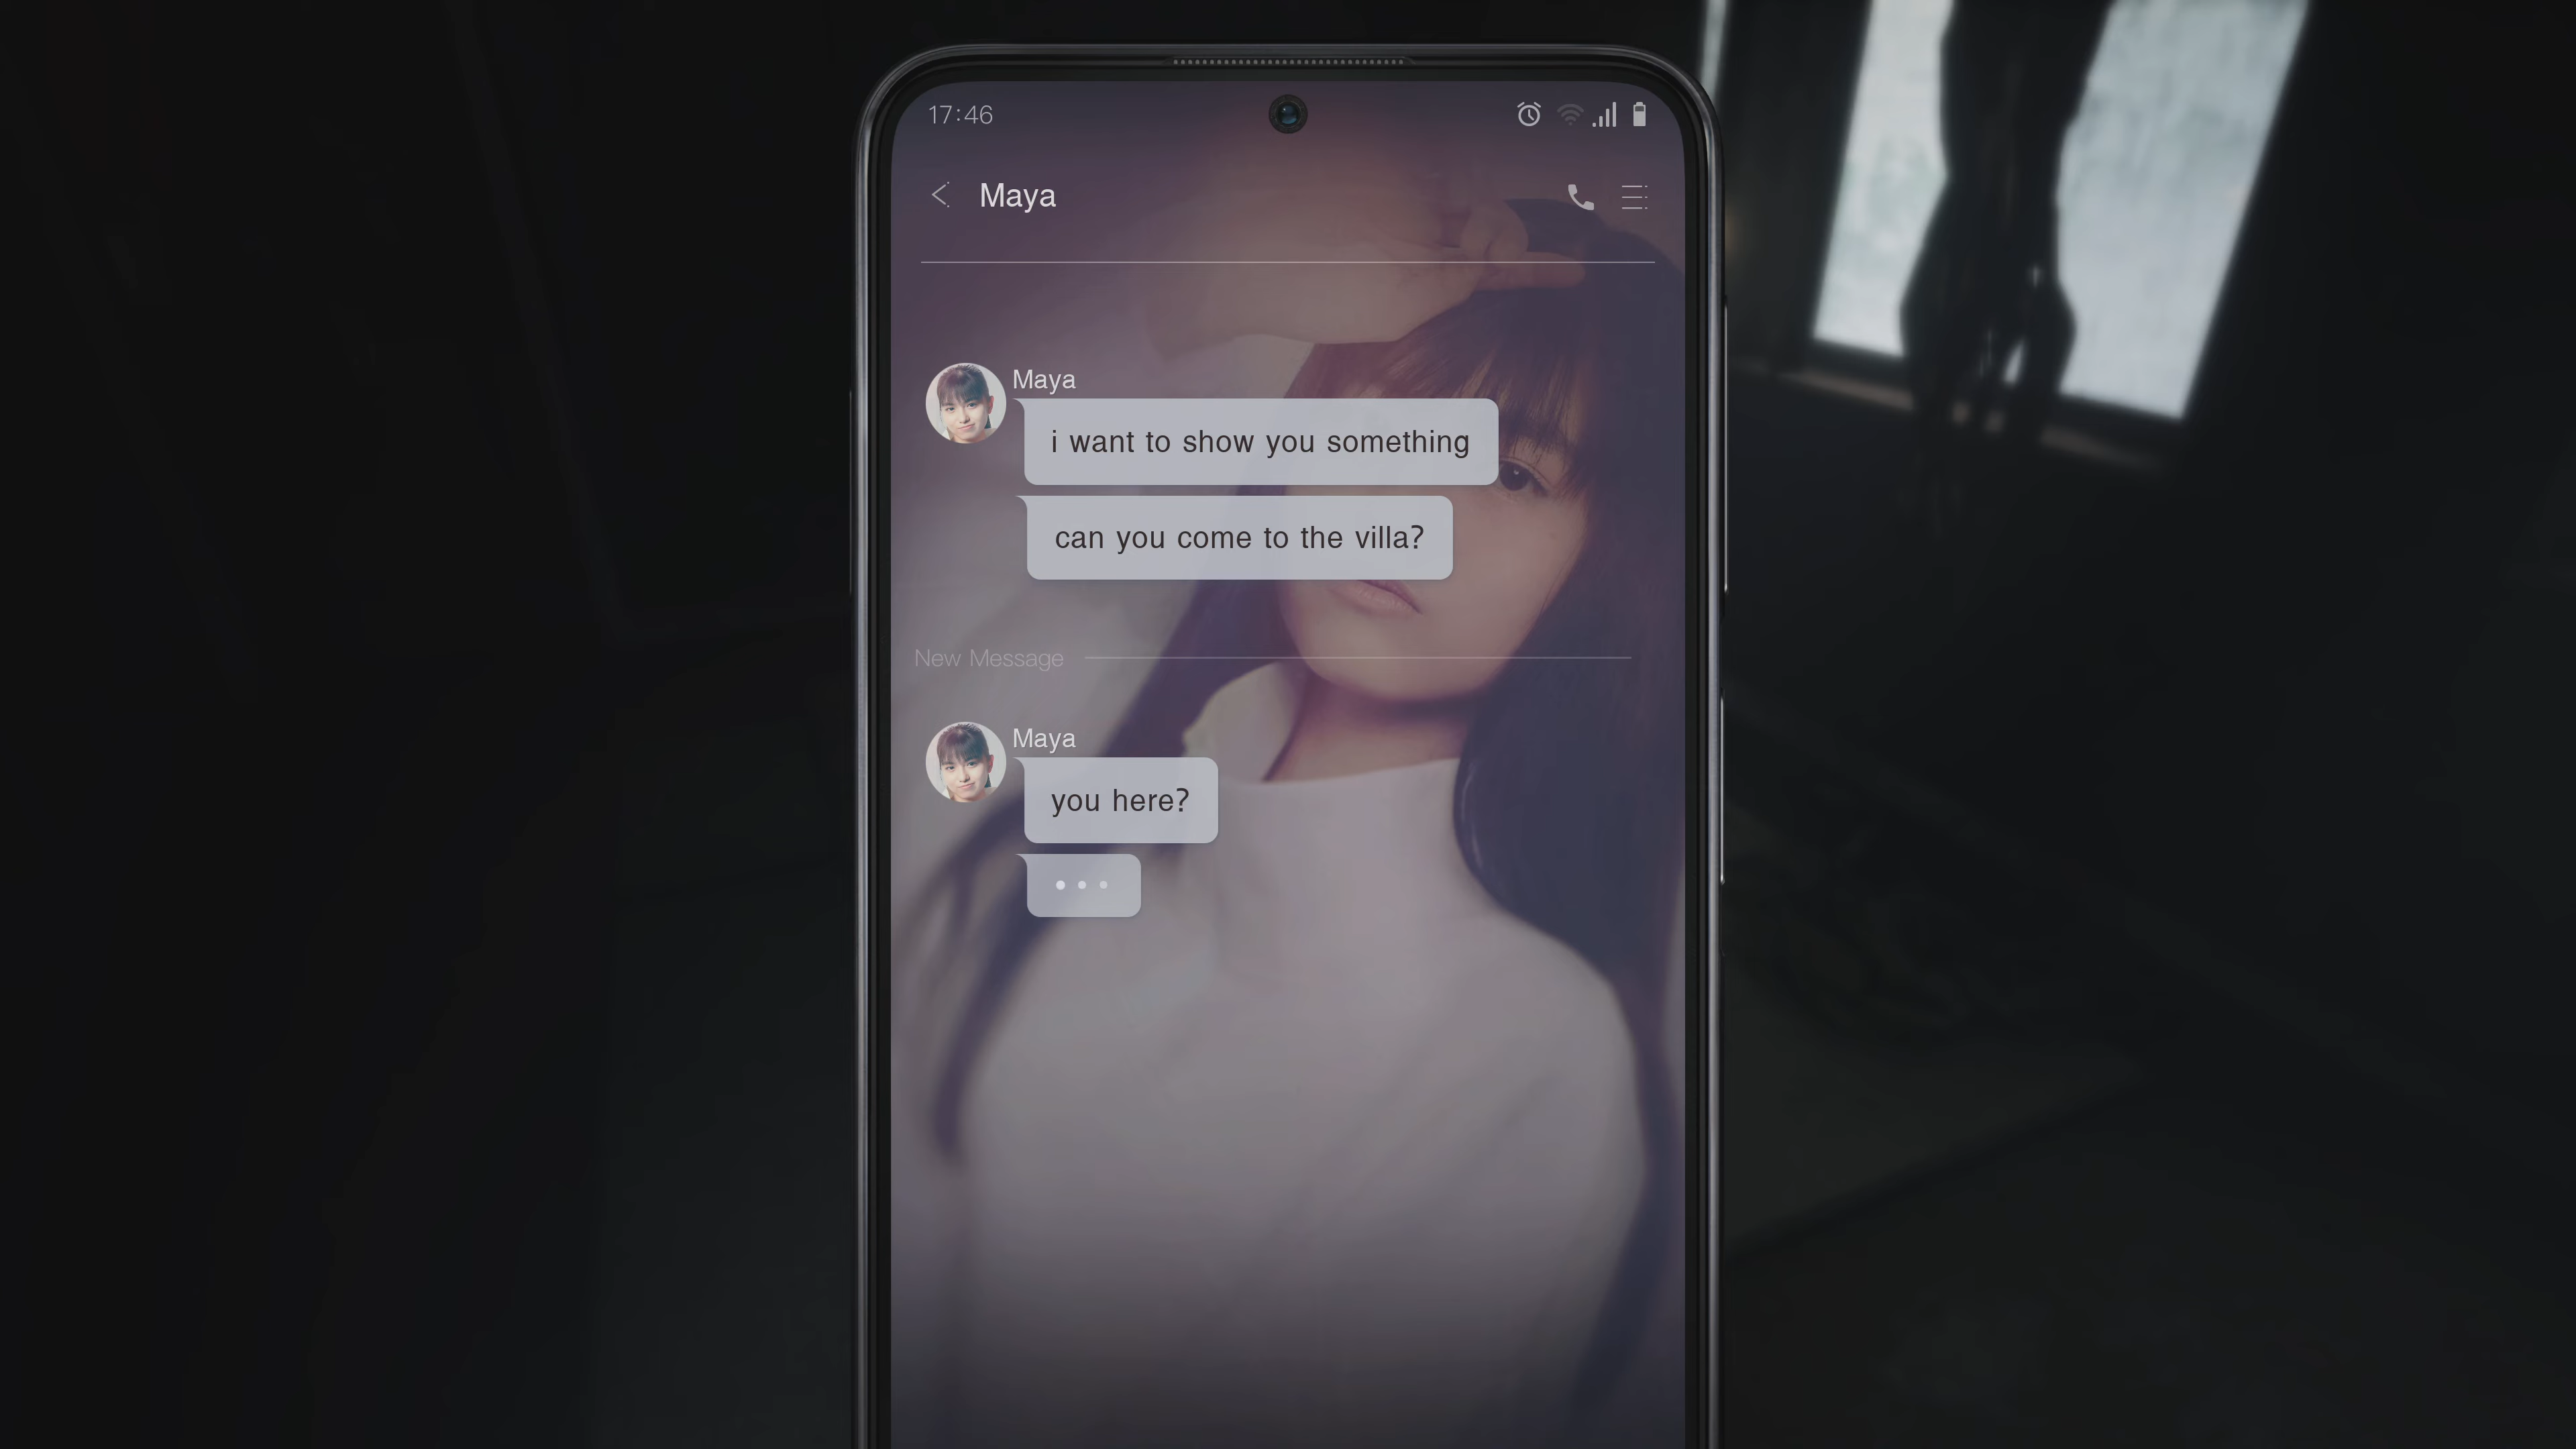 17:46
Maya
Maya
i want to show you something
can you come to the villa?
New Message
Maya
you here?